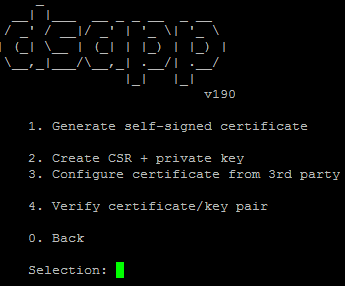 dsapp
v190
1. Generate self-signed certificate
2. Create CSR + private key
3. Configure certificate from 3rd party
4. Verify certificate/key pair
0. Back
Selection: